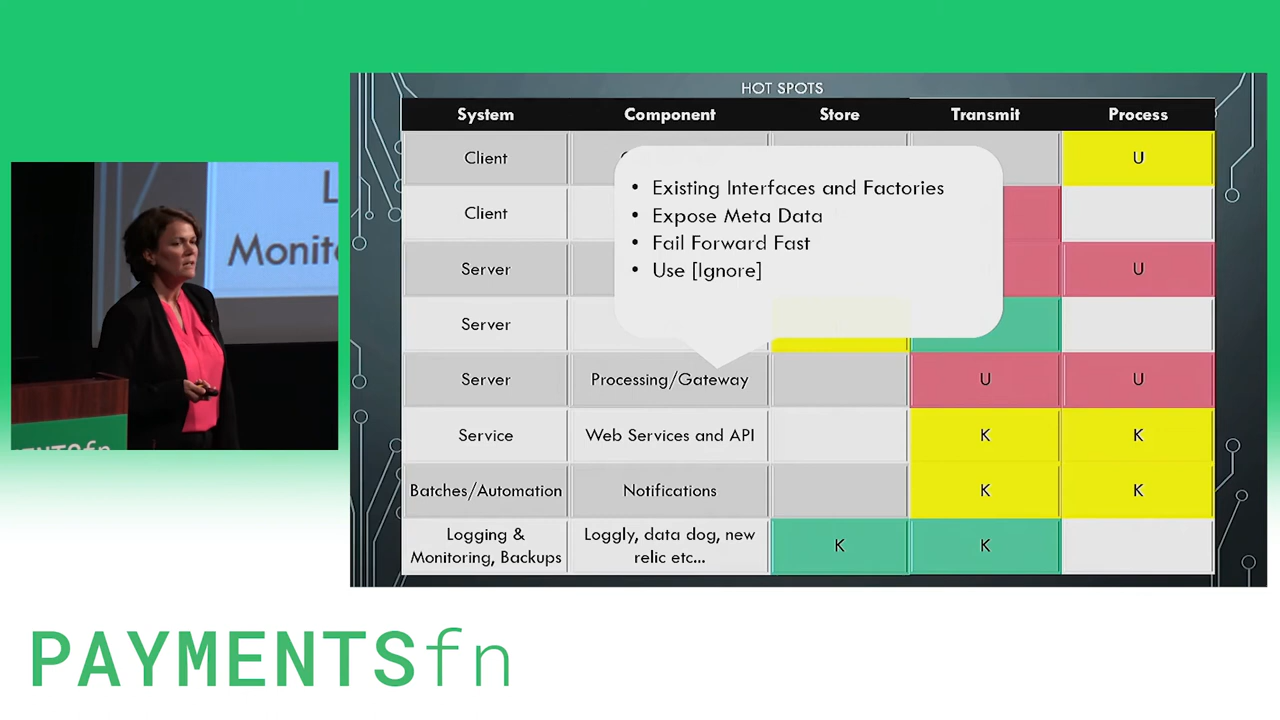 HOT SPOTS
System Component Store Transmit Process
Client U
• Existing Interfaces and Factories
• Expose Meta Data
• Fail Forward Fast
• Use [Ignore]
Client
Server U
Server
Server Processing/Gateway U U
Service Web Services and API K K
Batches/Automation Notifications K K
Logging &
Monitoring, Backups
Loggly, data dog, new
relic etc...
K K
L
Monit
MENTSfn
PAYMENTSfn